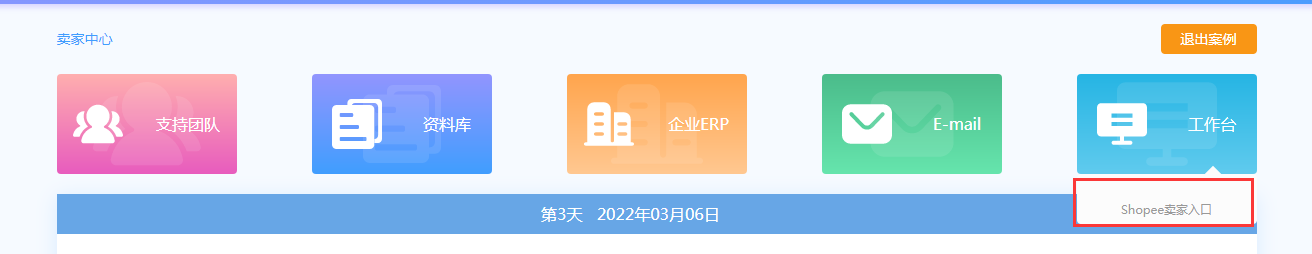 卖家中心
退出案例
支持团队
资料库
企业ERP
E-mail
工作台
第3天 2022年03月06日
Shopee卖家入口